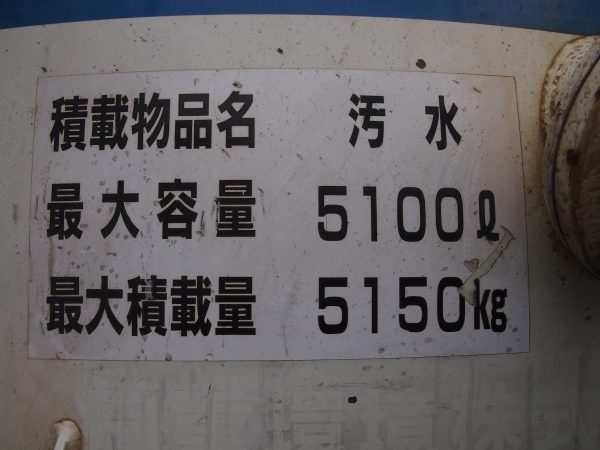 積載物品名 汚水
最大容量 5100ℓ
最大積載量 5150kg